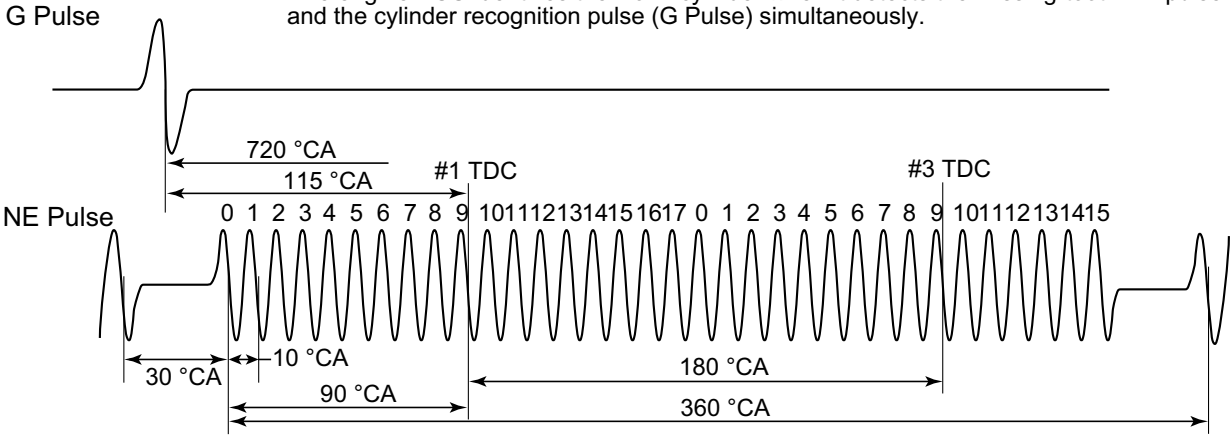 G Pulse
and the cylinder recognition pulse (G Pulse) simultaneously.
720 °CA
115 °CA
#1 TDC
#3 TDC
NE Pulse
0 1 2 3 4 5 6 7 8 9 10 11 12 13 14 15 16 17 0 1 2 3 4 5 6 7 8 9 10 11 12 13 14 15
10 °CA
30 °CA
180 °CA
90 °CA
360 °CA